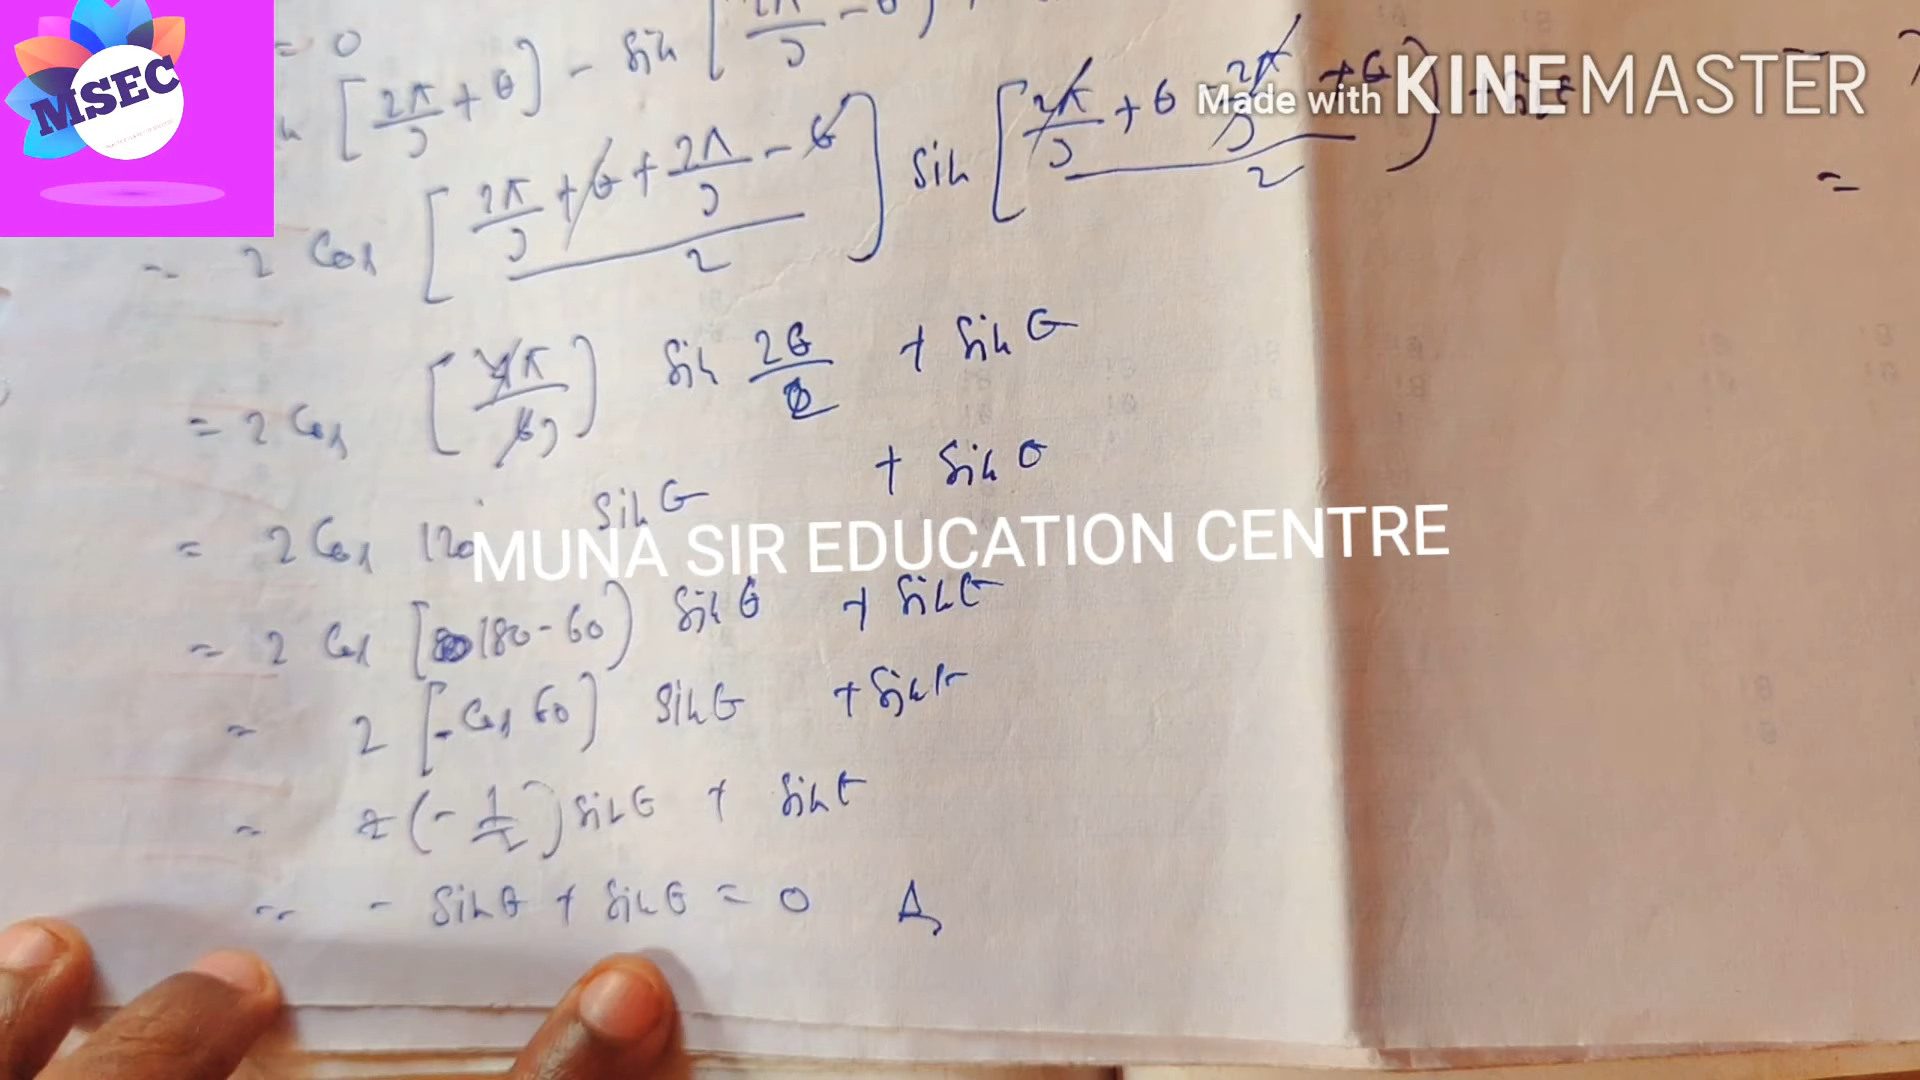 = 0
[2π/3 + θ] - Sin [2π/3 - θ]
= 2 Cos [(2π/3 + θ + 2π/3 - θ)/2] Sin [(2π/3 + θ - 2π/3 + θ)/2] + Sin θ
= 2 Cos [4π/6 3] Sin 2θ/2 + Sin θ
= 2 Cos 120° Sin θ + Sin θ
= 2 Cos [180 - 60] Sin θ + Sin θ
= 2 [- Cos 60] Sin θ + Sin θ
= 2 (- 1/2) Sin θ + Sin θ
= - Sin θ + Sin θ = 0
MSEC
Made with KINEMASTER
MUNA SIR EDUCATION CENTRE